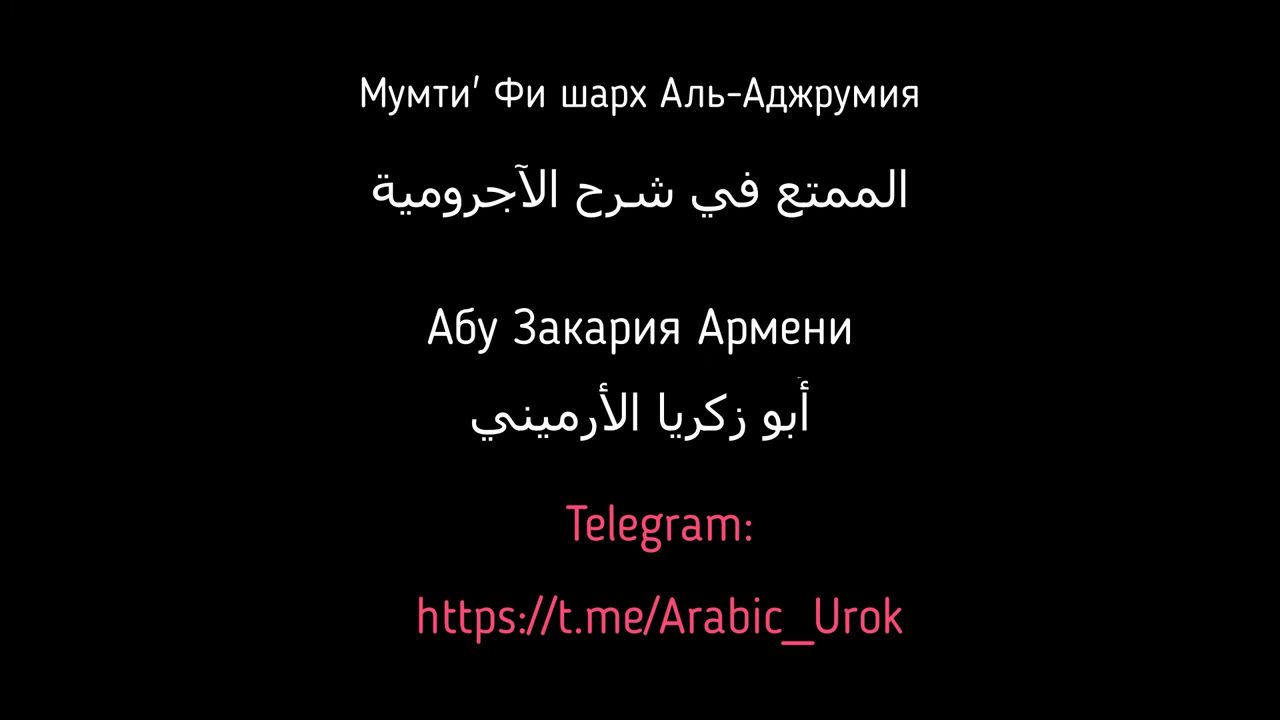 Мумти' Фи шарх Аль-Аджрумия
الممتع في شرح الآجرومية
Абу Закария Армени
أبو زكريا الأرميني
Telegram:
https://t.me/Arabic_Urok